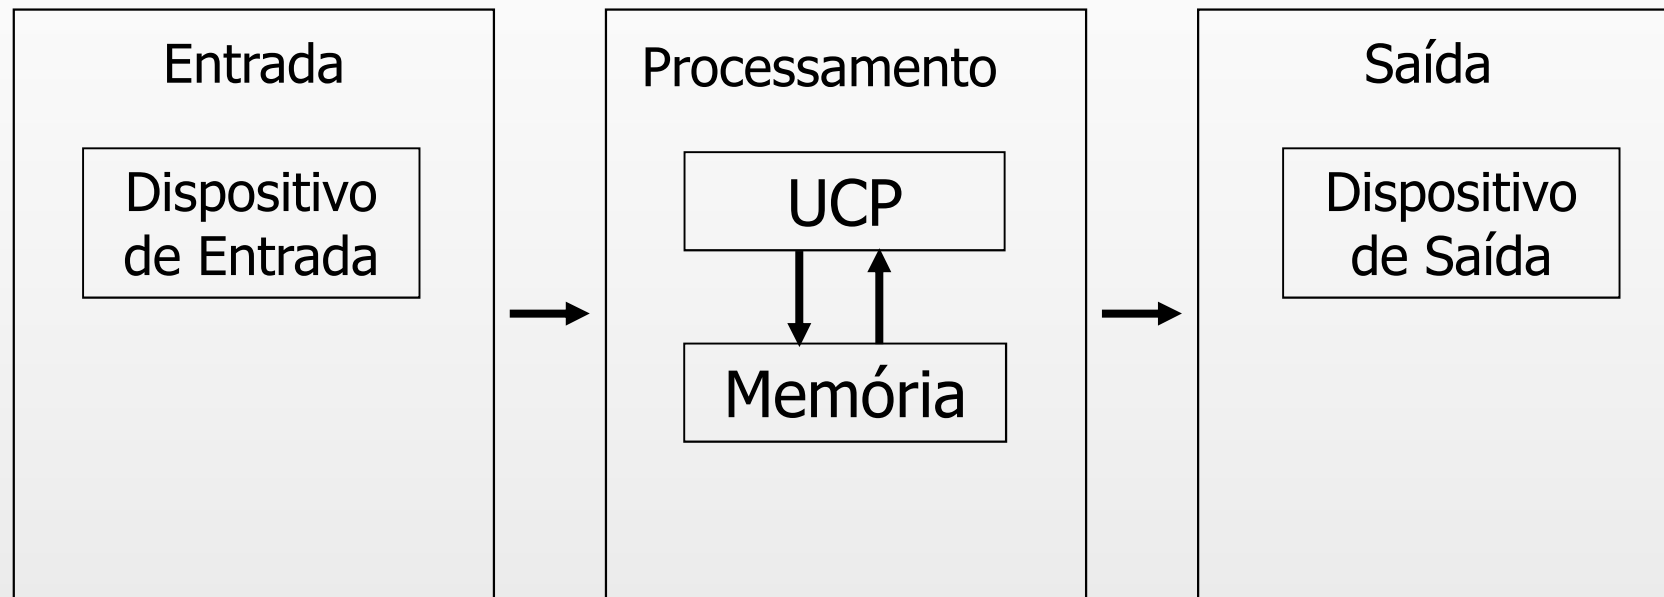 Entrada
Dispositivo
de Entrada
Processamento
UCP
Memória
Saída
Dispositivo
de Saída